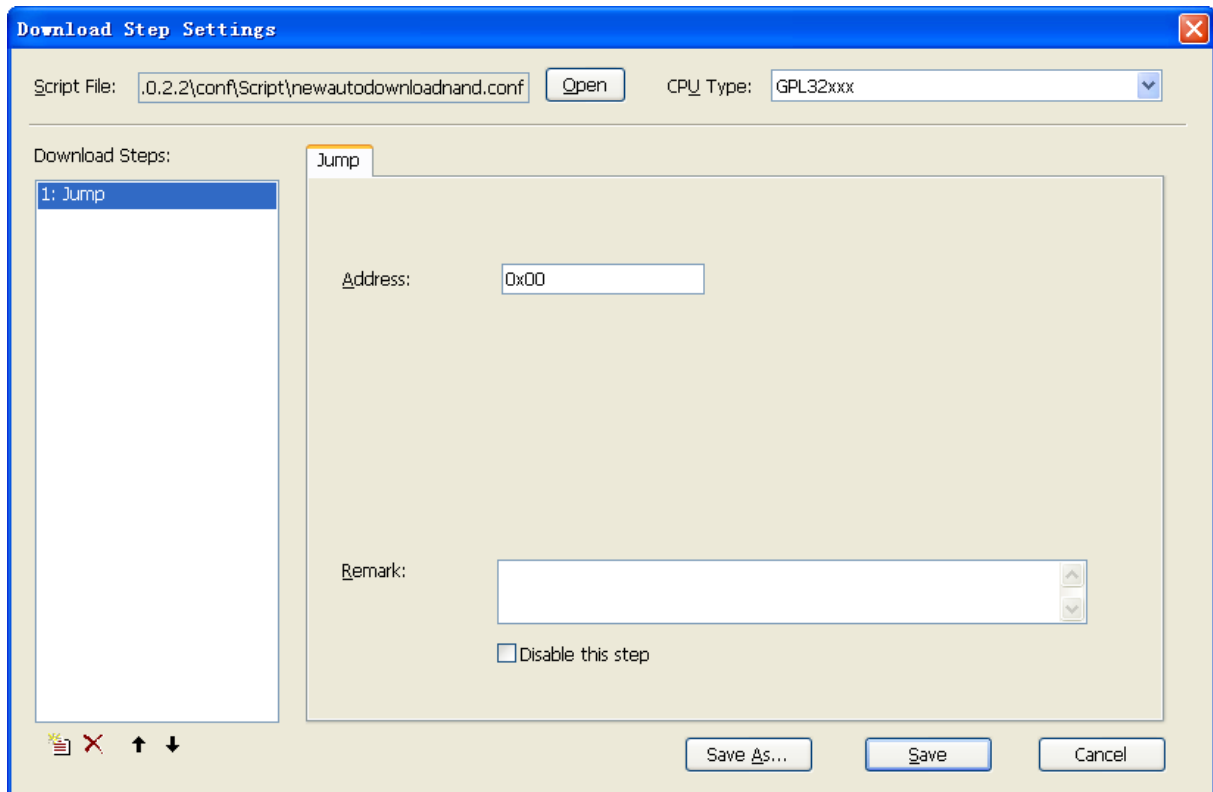 Download Step Settings
Script File: .0.2.2\conf\Script\newautodownloadnand.conf Open CPU Type: GPL32xxx
Download Steps:
Jump
1: Jump
Address: 0x00
Remark:
Disable this step
Save As... Save Cancel